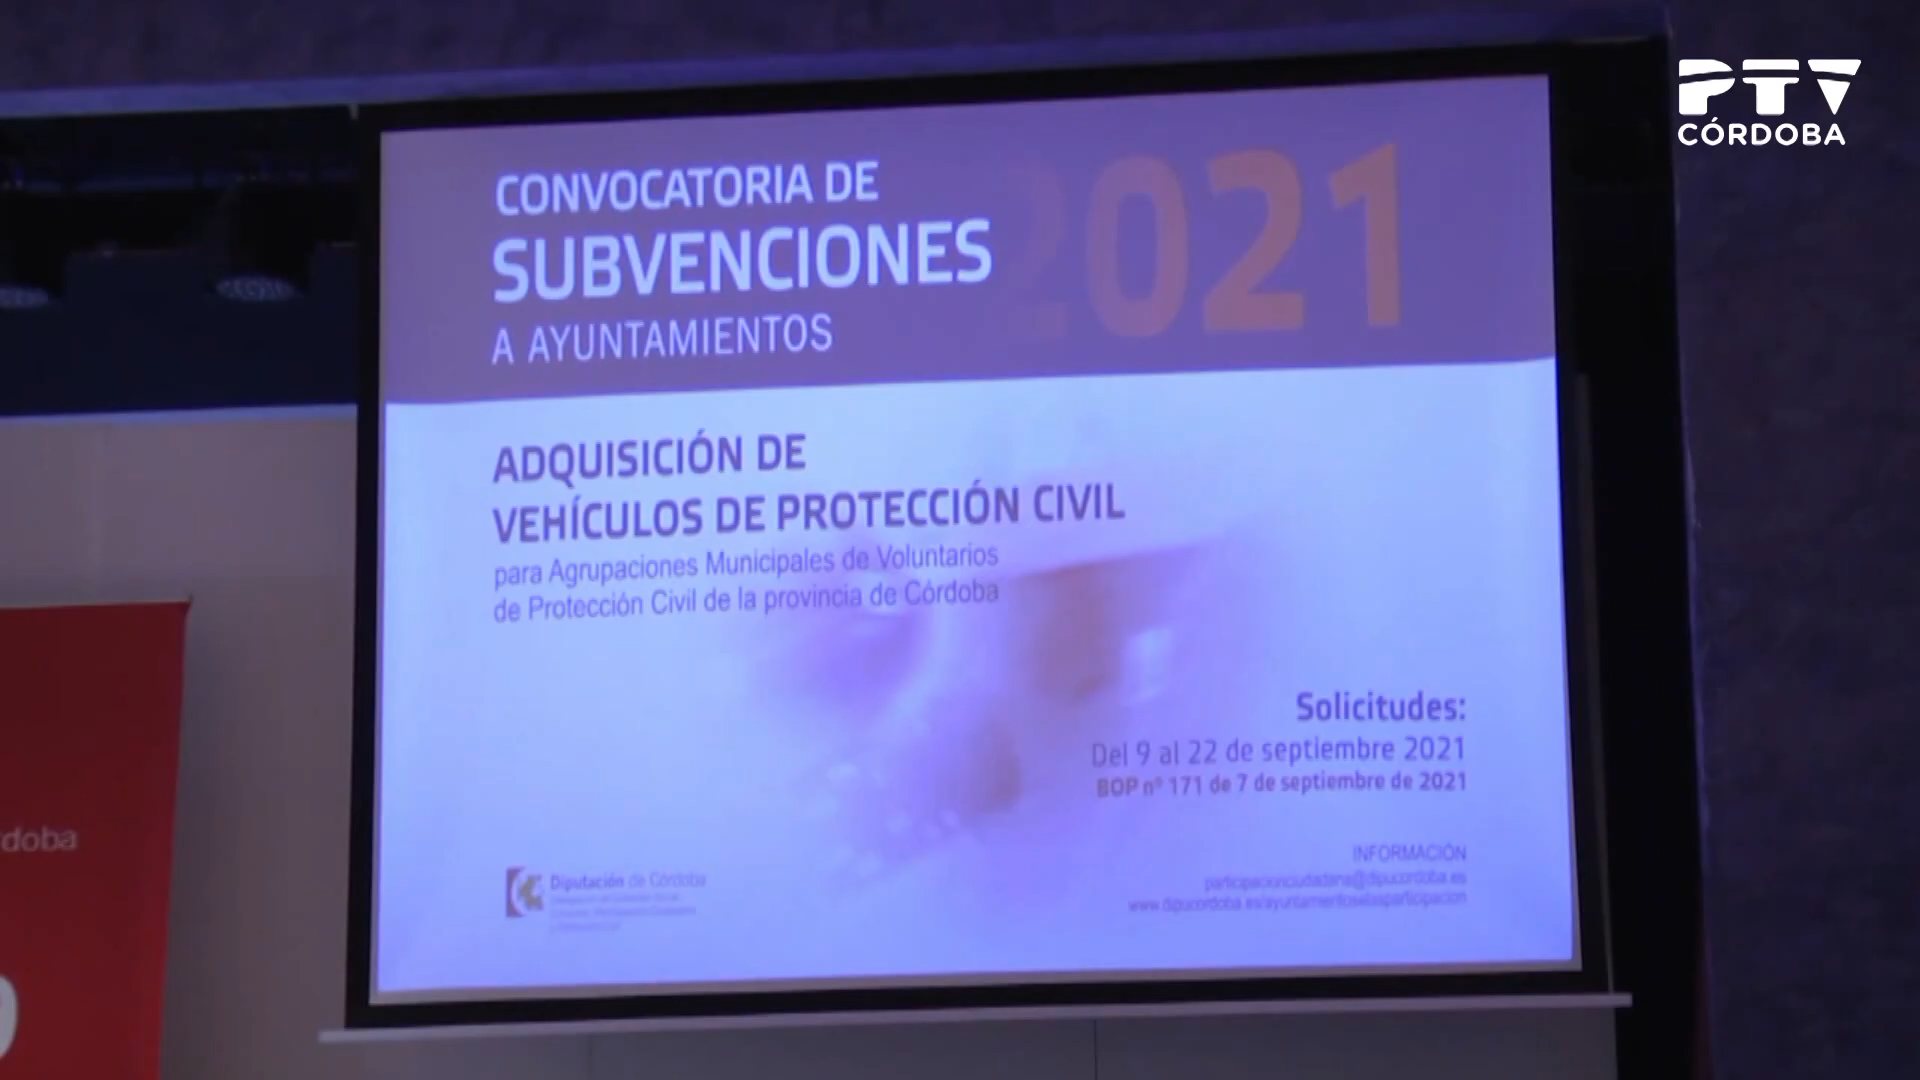 PTV
CÓRDOBA
CONVOCATORIA DE
SUBVENCIONES
A AYUNTAMIENTOS
2021
ADQUISICIÓN DE
VEHÍCULOS DE PROTECCIÓN CIVIL
para Agrupaciones Municipales de Voluntarios
de Protección Civil de la provincia de Córdoba
Solicitudes:
Del 9 al 22 de septiembre 2021
BOP nº 171 de 7 de septiembre de 2021
INFORMACIÓN
participacionciudadana@dipucordoba.es
Diputación de Córdoba
rdoba